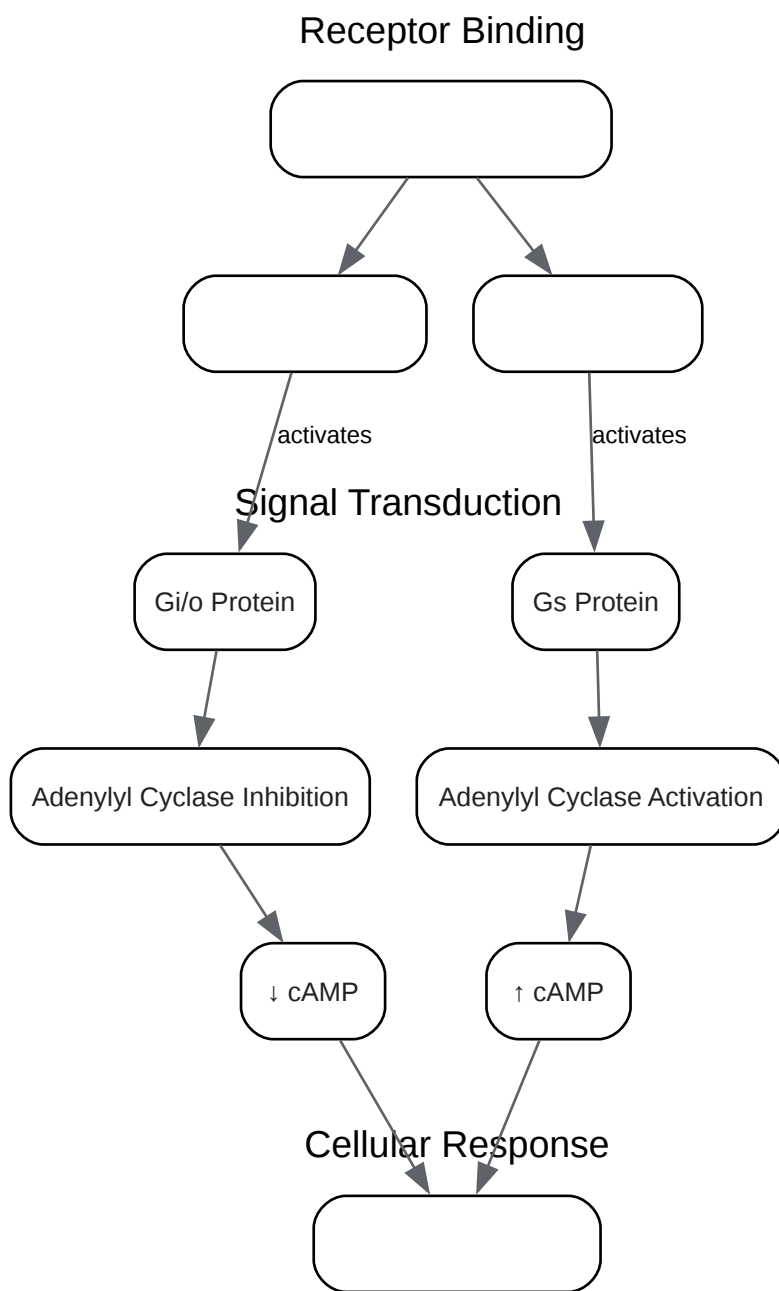 Receptor Binding
activates
activates
Signal Transduction
Gi/o Protein
Gs Protein
Adenylyl Cyclase Inhibition
Adenylyl Cyclase Activation
↓ cAMP
↑ cAMP
Cellular Response